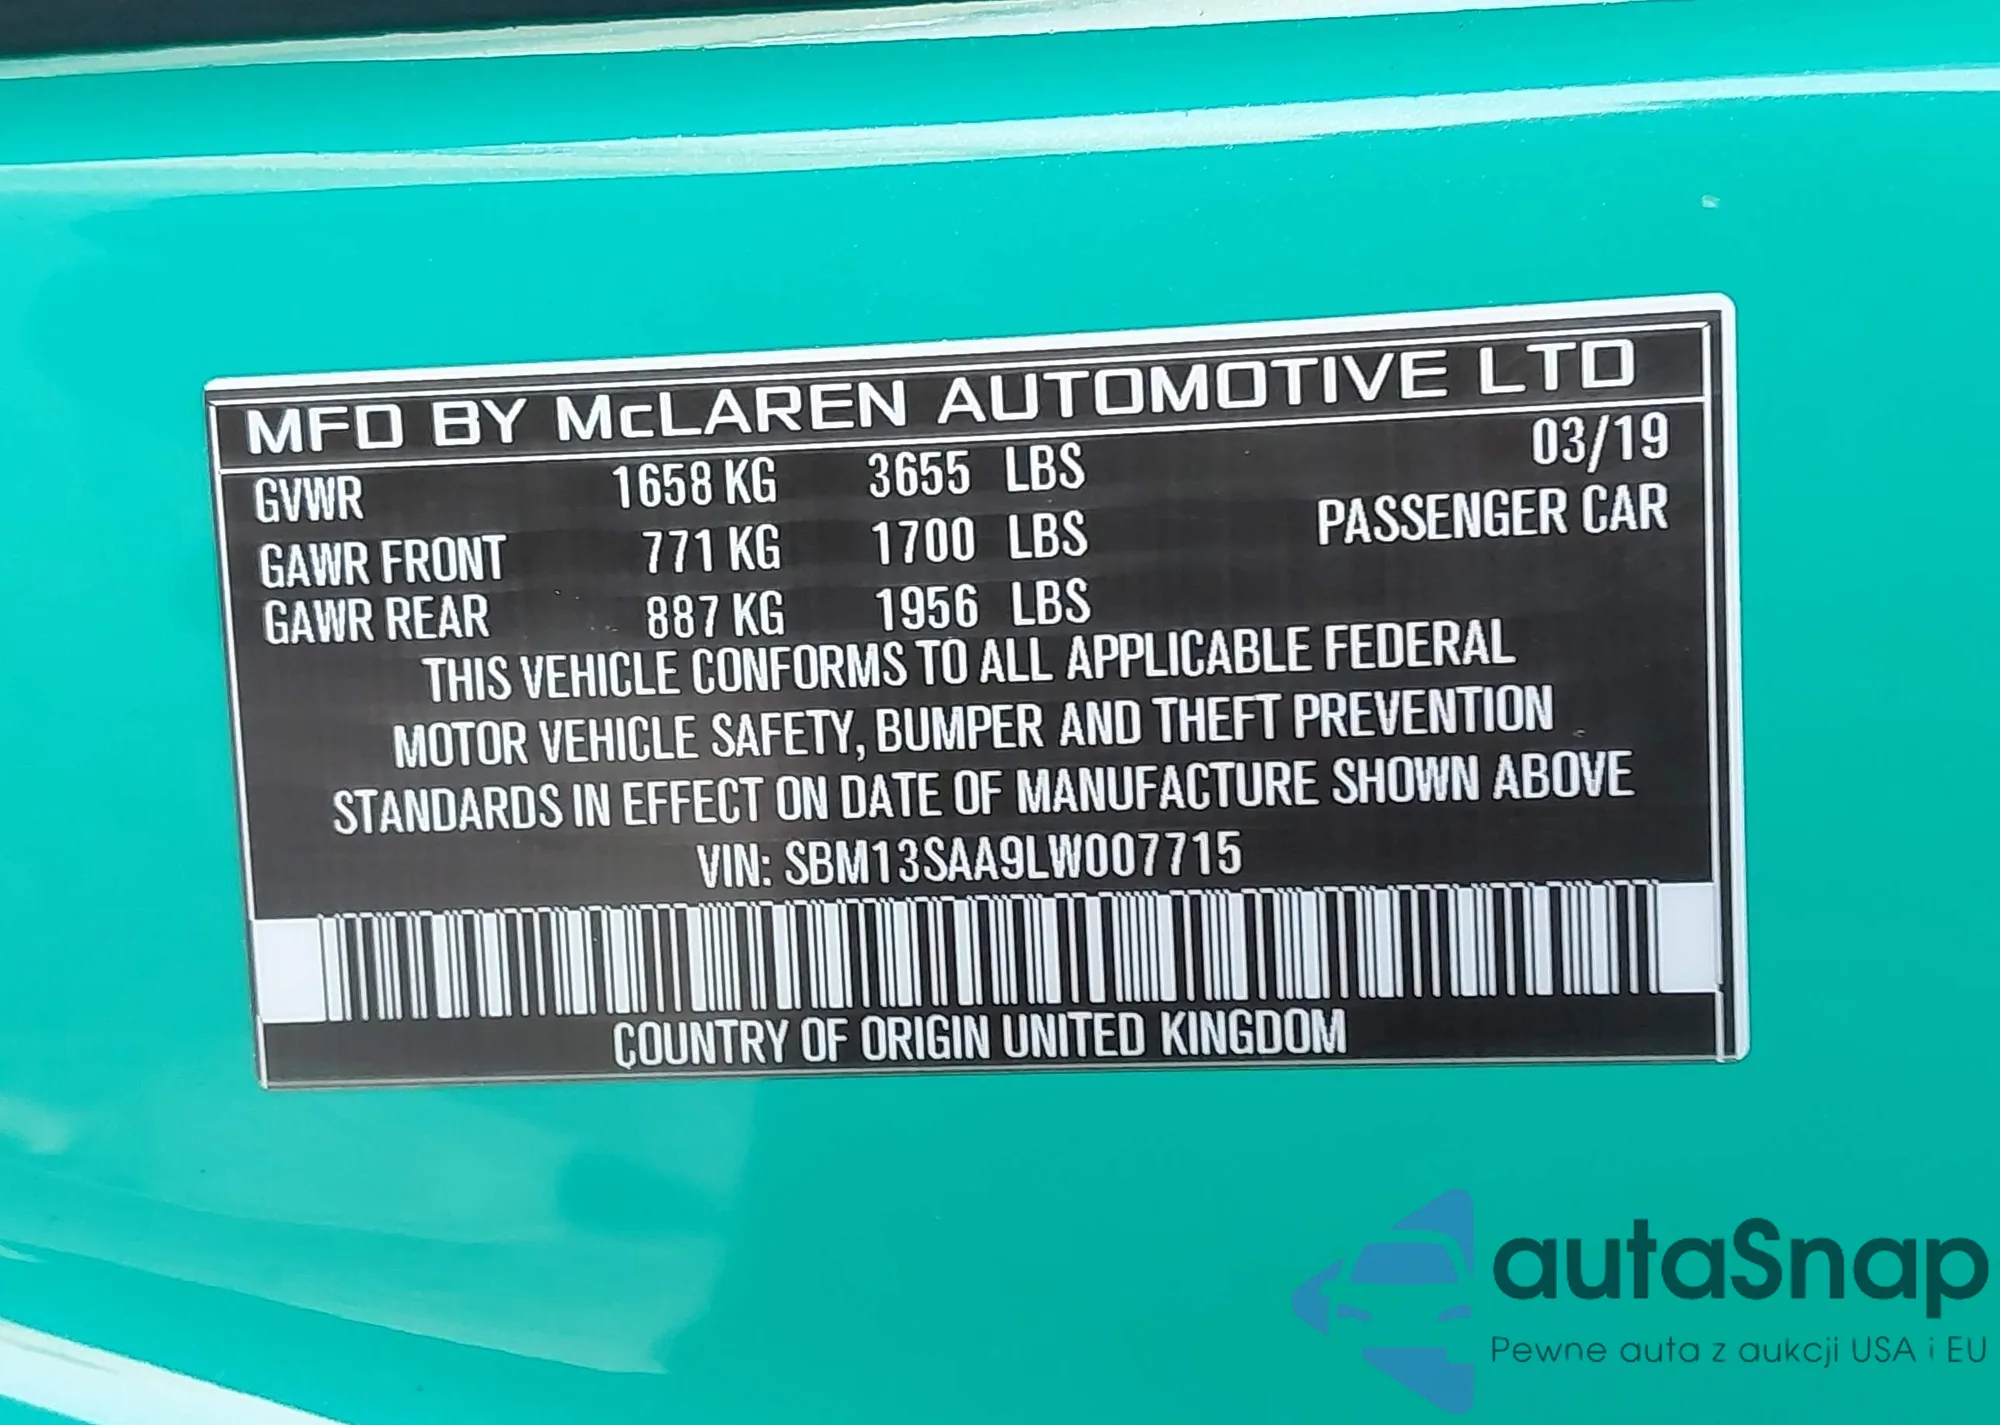 MFD BY McLAREN AUTOMOTIVE LTD
03/19
GVWR 1658 KG 3655 LBS
PASSENGER CAR
GAWR FRONT 771 KG 1700 LBS
GAWR REAR 887 KG 1956 LBS
THIS VEHICLE CONFORMS TO ALL APPLICABLE FEDERAL
MOTOR VEHICLE SAFETY, BUMPER AND THEFT PREVENTION
STANDARDS IN EFFECT ON DATE OF MANUFACTURE SHOWN ABOVE
VIN: SBM13SAA9LW007715
COUNTRY OF ORIGIN UNITED KINGDOM
autaSnap
Pewne auta z aukcji USA i EU